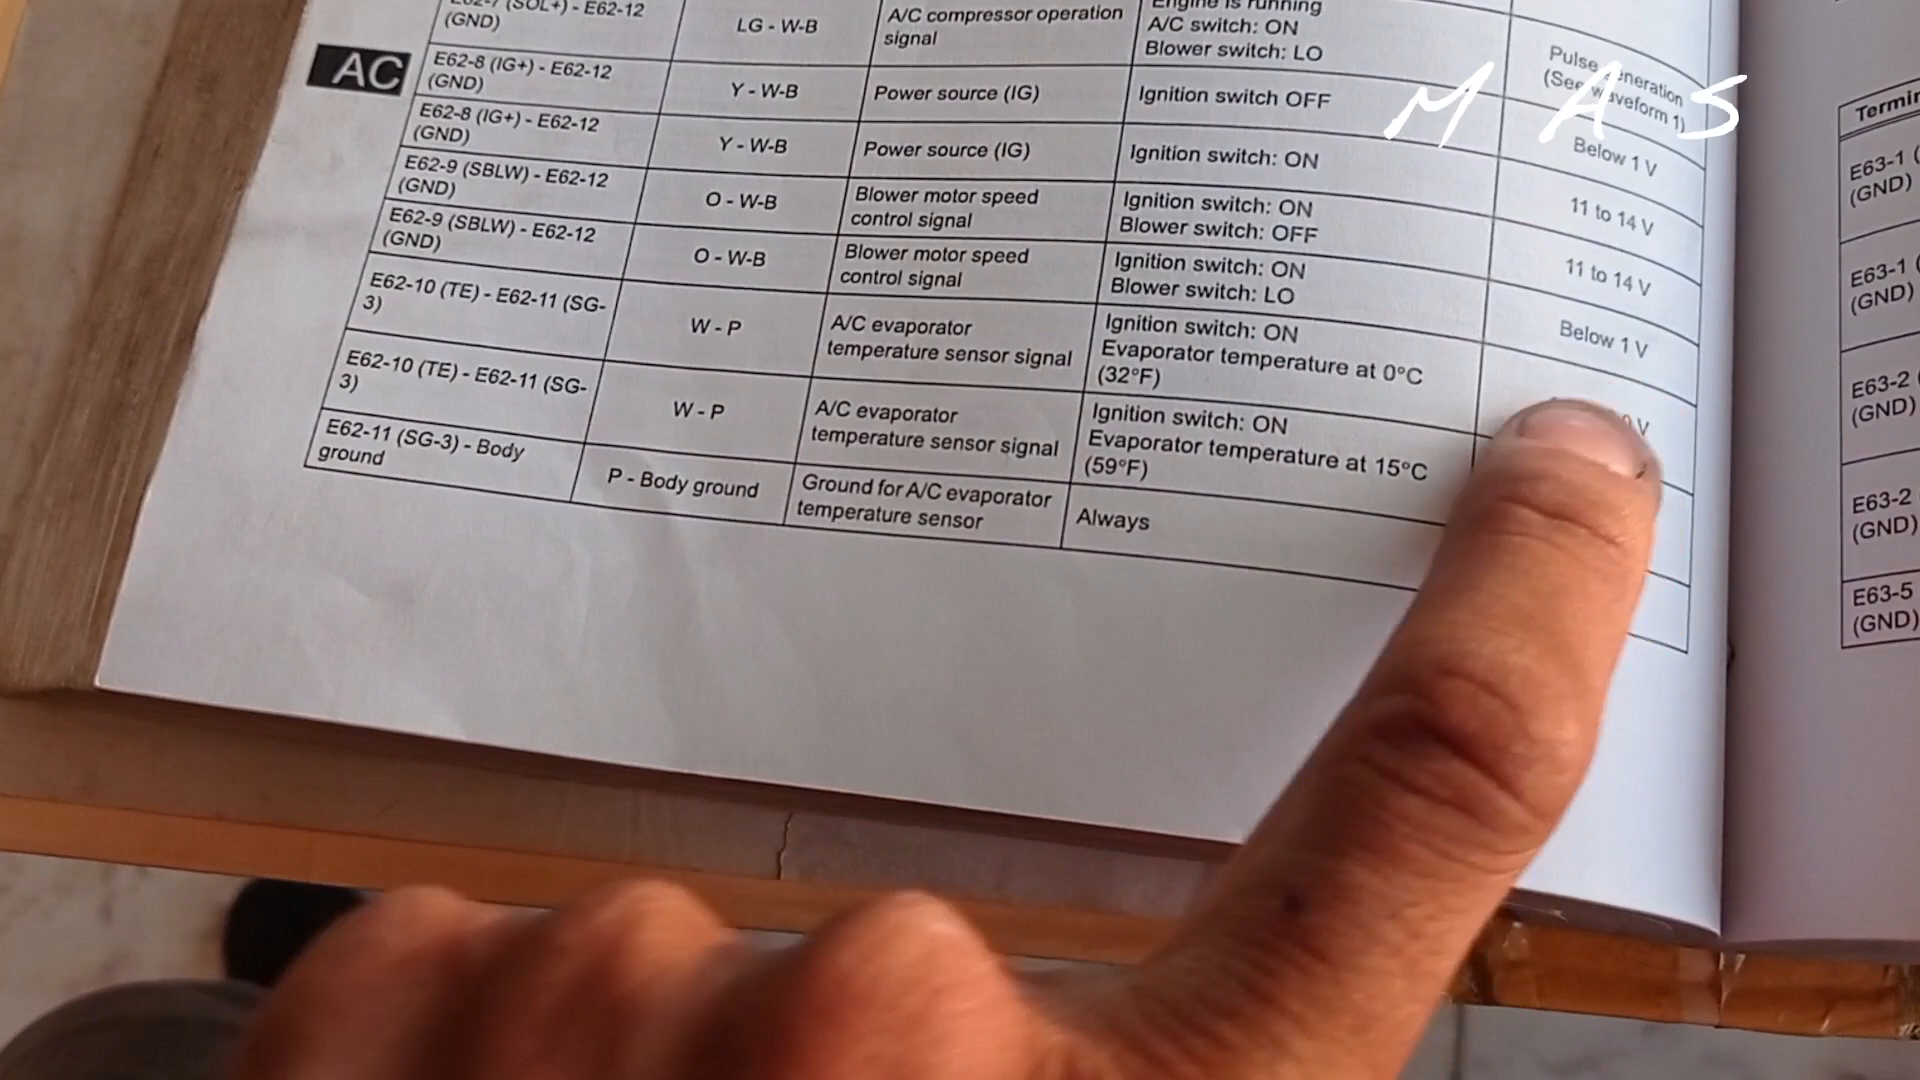 E62-7 (SOL+) - E62-12
(GND)
LG - W-B
A/C compressor operation
signal
Engine is running
A/C switch: ON
Blower switch: LO
Pulse
(See waveform 1)
AC
E62-8 (IG+) - E62-12
(GND)
Y - W-B
Power source (IG)
Ignition switch OFF
Below 1 V
E62-8 (IG+) - E62-12
(GND)
Y - W-B
Power source (IG)
Ignition switch: ON
11 to 14 V
E62-9 (SBLW) - E62-12
(GND)
O - W-B
Blower motor speed
control signal
Ignition switch: ON
Blower switch: OFF
11 to 14 V
E62-9 (SBLW) - E62-12
(GND)
O - W-B
Blower motor speed
control signal
Ignition switch: ON
Blower switch: LO
Below 1 V
E62-10 (TE) - E62-11 (SG-
3)
W - P
A/C evaporator
temperature sensor signal
Ignition switch: ON
Evaporator temperature at 0°C
(32°F)
V
E62-10 (TE) - E62-11 (SG-
3)
W - P
A/C evaporator
temperature sensor signal
Ignition switch: ON
Evaporator temperature at 15°C
(59°F)
E62-11 (SG-3) - Body
ground
P - Body ground
Ground for A/C evaporator
temperature sensor
Always
M A S
E63-1 (
(GND)
E63-1 (
(GND)
E63-2 (
(GND)
E63-2
(GND)
E63-5
(GND)